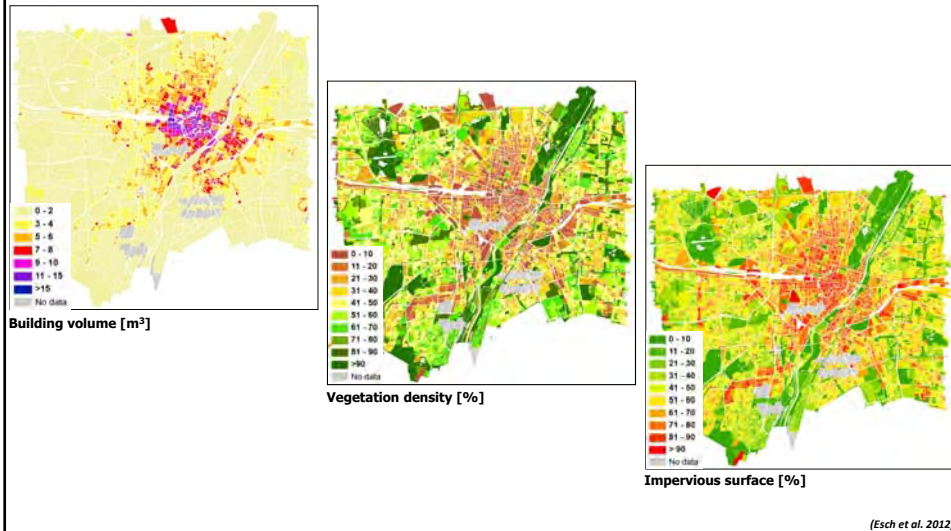 0 - 2
3 - 4
5 - 6
7 - 8
9 - 10
11 - 15
>15
No data
Building volume [m³]
0 - 10
11 - 20
21 - 30
31 - 40
41 - 50
51 - 60
61 - 70
71 - 80
81 - 90
>90
No data
Vegetation density [%]
0 - 10
11 - 20
21 - 30
31 - 40
41 - 50
51 - 60
61 - 70
71 - 80
81 - 90
> 90
No data
Impervious surface [%]
(Esch et al. 2012)